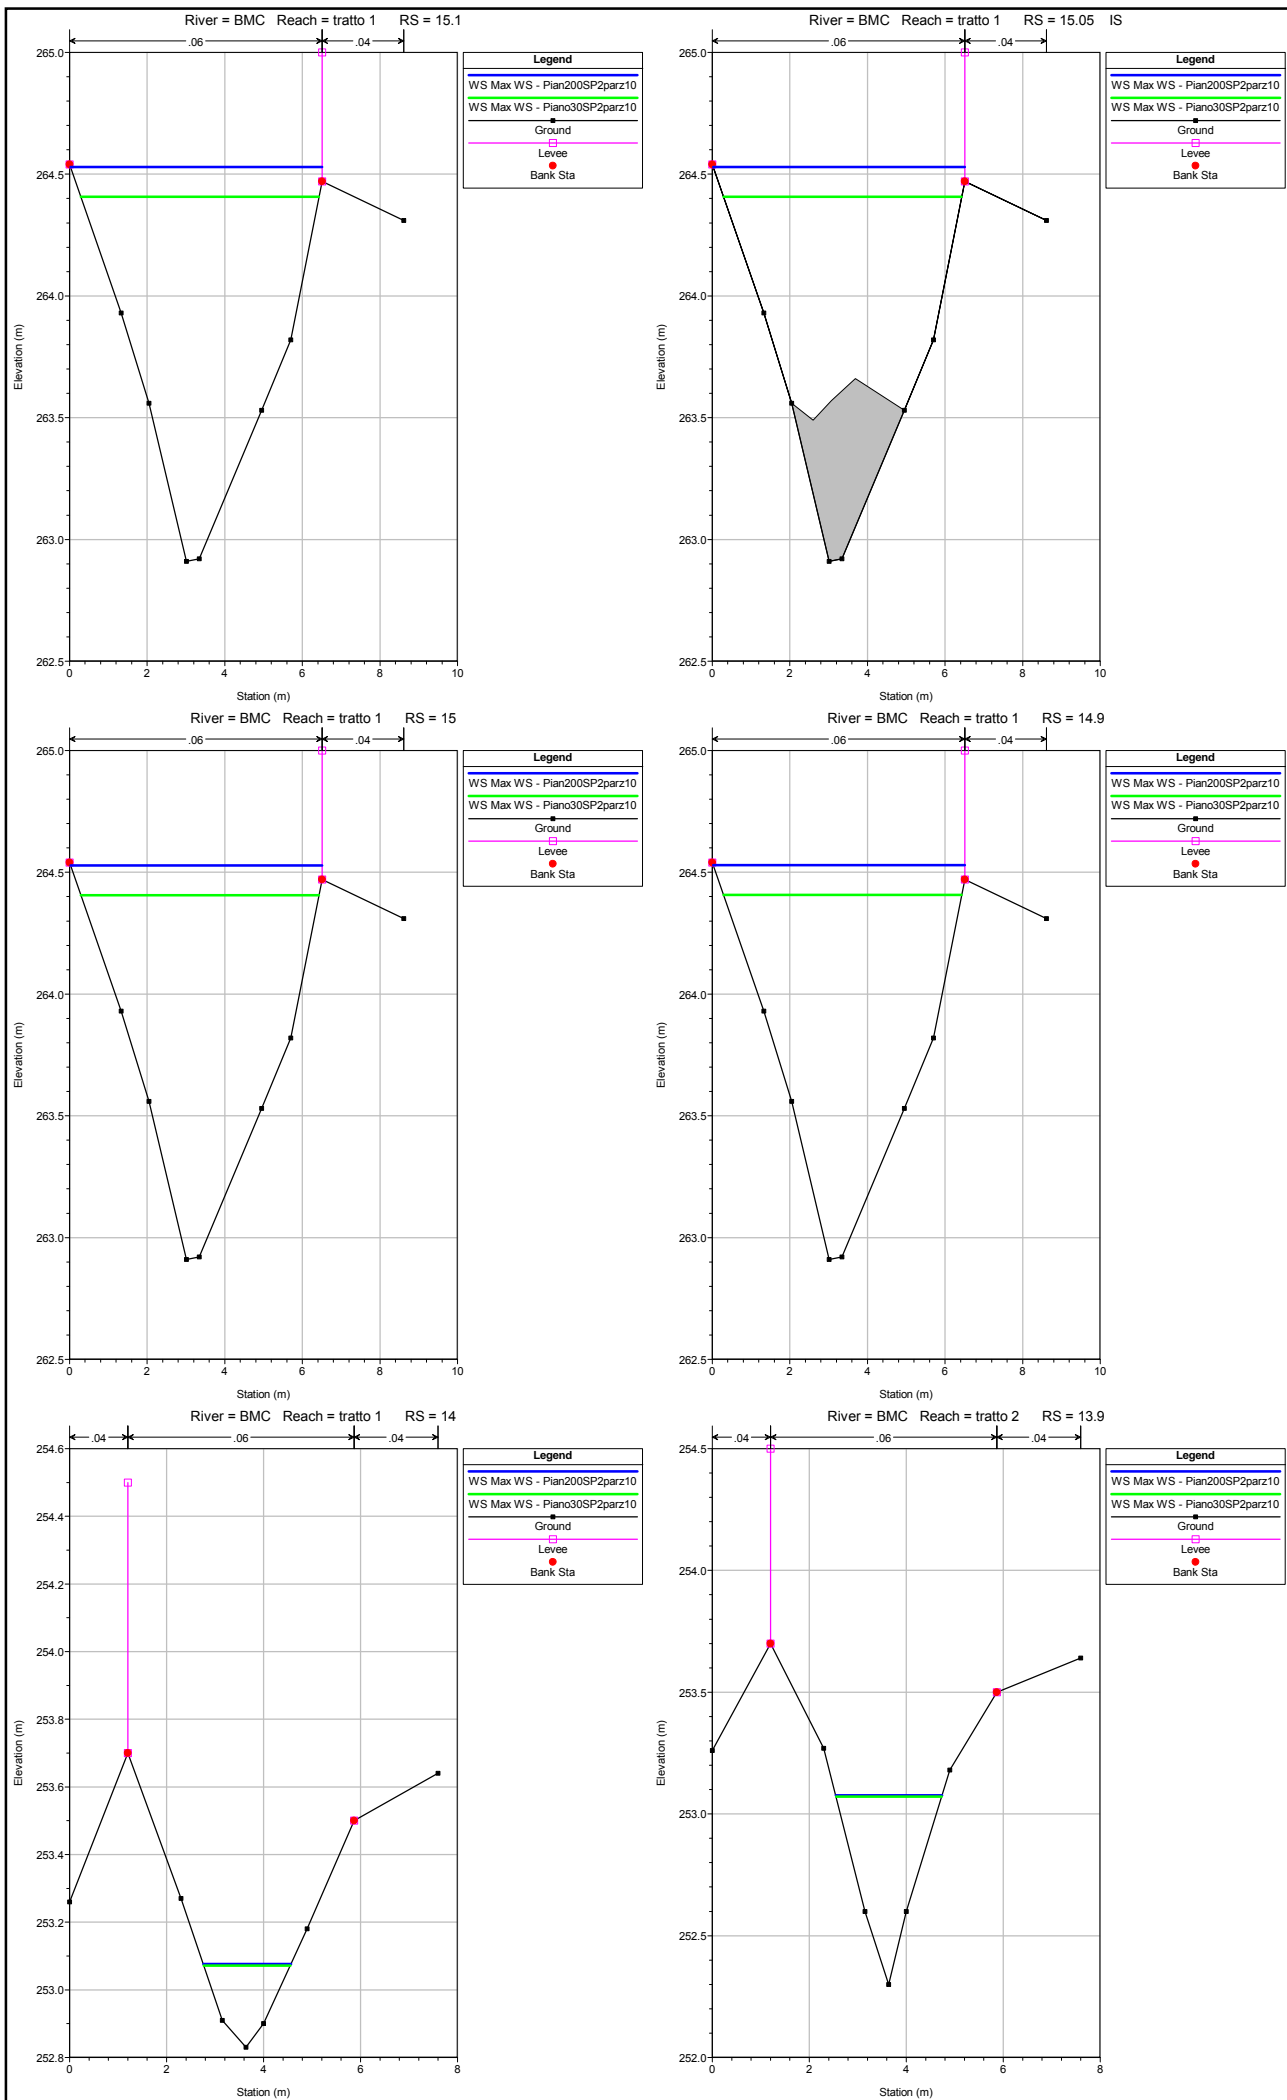 River = BMC Reach = tratto 1 RS = 15.1
.06 .04
265.0
264.5
264.0
263.5
263.0
262.5
0 2 4 6 8 10
Elevation (m)
Station (m)
Legend
WS Max WS - Pian200SP2parz10
WS Max WS - Piano30SP2parz10
Ground
Levee
Bank Sta
River = BMC Reach = tratto 1 RS = 15.05 IS
.06 .04
265.0
264.5
264.0
263.5
263.0
262.5
0 2 4 6 8 10
Elevation (m)
Station (m)
Legend
WS Max WS - Pian200SP2parz10
WS Max WS - Piano30SP2parz10
Ground
Levee
Bank Sta
River = BMC Reach = tratto 1 RS = 15
.06 .04
265.0
264.5
264.0
263.5
263.0
262.5
0 2 4 6 8 10
Elevation (m)
Station (m)
Legend
WS Max WS - Pian200SP2parz10
WS Max WS - Piano30SP2parz10
Ground
Levee
Bank Sta
River = BMC Reach = tratto 1 RS = 14.9
.06 .04
265.0
264.5
264.0
263.5
263.0
262.5
0 2 4 6 8 10
Elevation (m)
Station (m)
Legend
WS Max WS - Pian200SP2parz10
WS Max WS - Piano30SP2parz10
Ground
Levee
Bank Sta
River = BMC Reach = tratto 1 RS = 14
.04 .06 .04
254.6
254.4
254.2
254.0
253.8
253.6
253.4
253.2
253.0
252.8
0 2 4 6 8
Elevation (m)
Station (m)
Legend
WS Max WS - Pian200SP2parz10
WS Max WS - Piano30SP2parz10
Ground
Levee
Bank Sta
River = BMC Reach = tratto 2 RS = 13.9
.04 .06 .04
254.5
254.0
253.5
253.0
252.5
252.0
0 2 4 6 8
Elevation (m)
Station (m)
Legend
WS Max WS - Pian200SP2parz10
WS Max WS - Piano30SP2parz10
Ground
Levee
Bank Sta